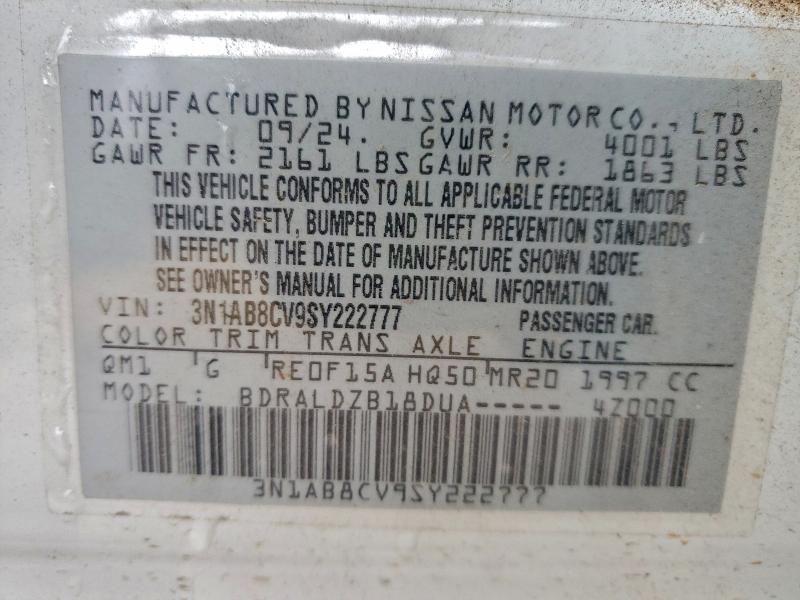 MANUFACTURED BY NISSAN MOTOR CO., LTD.
DATE: 09/24. GVWR: 4001 LBS
GAWR FR: 2161 LBS GAWR RR: 1863 LBS
THIS VEHICLE CONFORMS TO ALL APPLICABLE FEDERAL MOTOR
VEHICLE SAFETY, BUMPER AND THEFT PREVENTION STANDARDS
IN EFFECT ON THE DATE OF MANUFACTURE SHOWN ABOVE.
SEE OWNER'S MANUAL FOR ADDITIONAL INFORMATION.
VIN: 3N1AB8CV9SY222777 PASSENGER CAR.
COLOR TRIM TRANS AXLE ENGINE
QM1 G RE0F15A HQ50 MR20 1997 CC
MODEL: BDRALDZB18DUA----- 4Z000
3N1AB8CV9SY222777